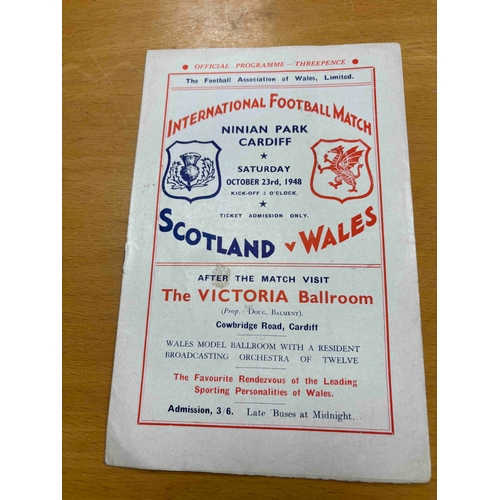 • OFFICIAL PROGRAMME — THREEPENCE •
The Football Association of Wales, Limited.
INTERNATIONAL FOOTBALL MATCH
NINIAN PARK
CARDIFF
★
SATURDAY
OCTOBER 23rd, 1948
KICK-OFF 3 O'CLOCK.
★
TICKET ADMISSION ONLY.
SCOTLAND v WALES
AFTER THE MATCH VISIT
The VICTORIA Ballroom
(Prop.: DOUG. BALMENT).
Cowbridge Road, Cardiff
WALES MODEL BALLROOM WITH A RESIDENT
BROADCASTING ORCHESTRA OF TWELVE
The Favourite Rendezvous of the Leading
Sporting Personalities of Wales.
Admission, 3/6. Late Buses at Midnight.